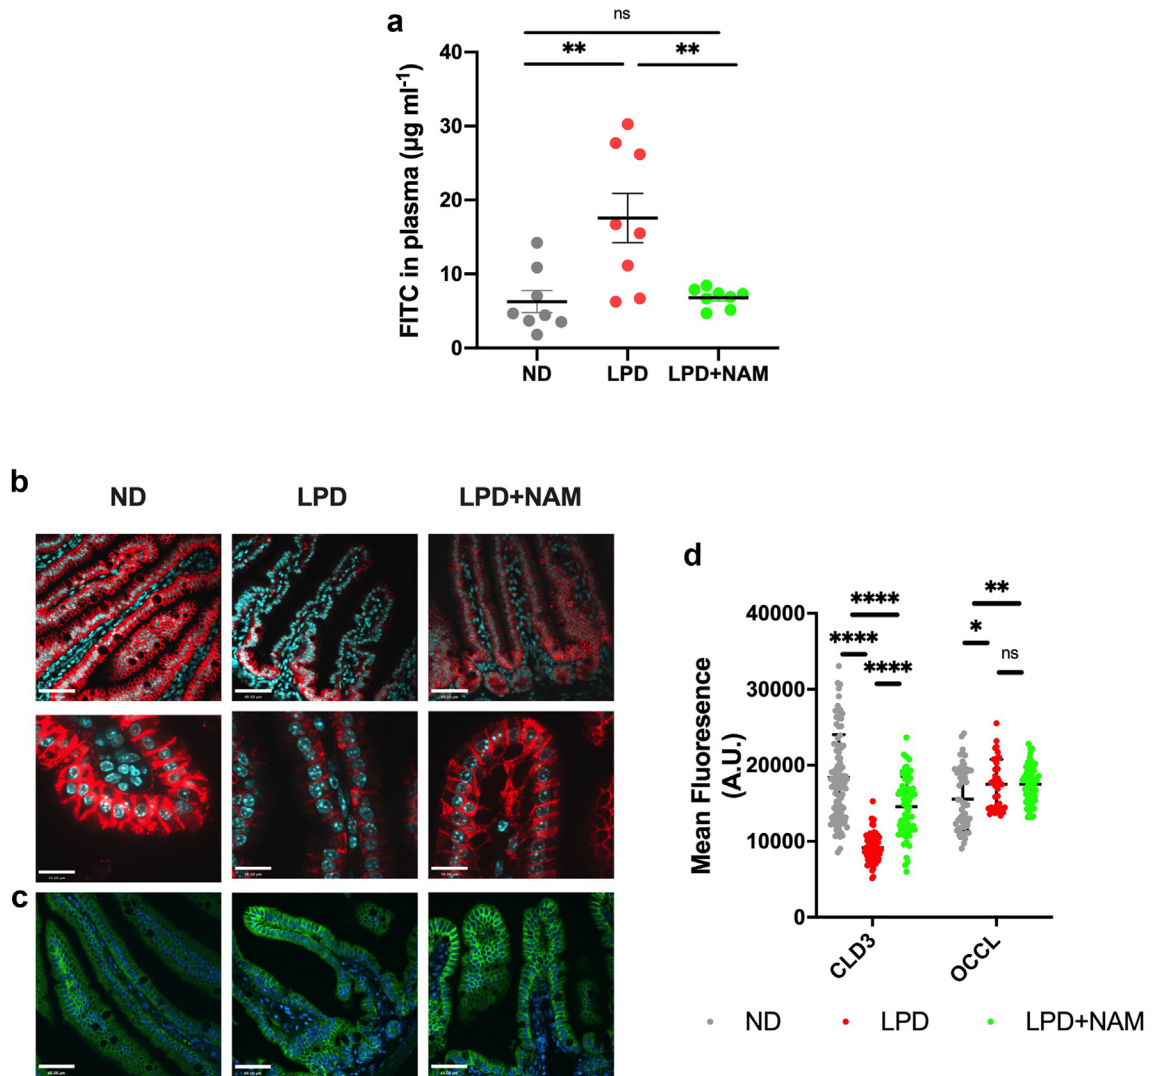 a
ns
**
**
40
30
20
10
0
FITC in plasma (µg ml-1)
ND
LPD
LPD+NAM
b
ND
LPD
LPD+NAM
c
d
40000
30000
20000
10000
0
Mean Fluoresence
(A.U.)
****
****
****
**
*
ns
CLD3
OCCL
ND
LPD
LPD+NAM